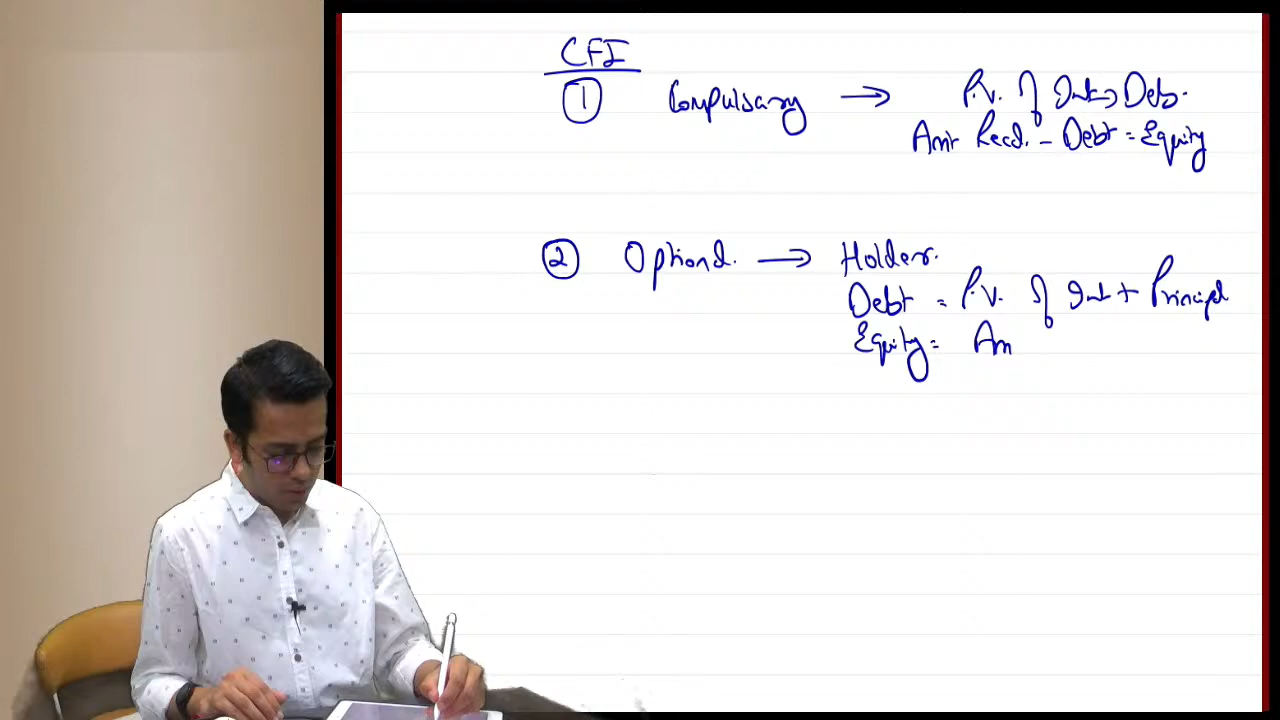 CFI
① Compulsary → P.V. of Int → Deb.
Amt Recd. - Debt = Equity
② Optional. → Holder.
Debt = P.V. of Int + Principal
Equity = Am